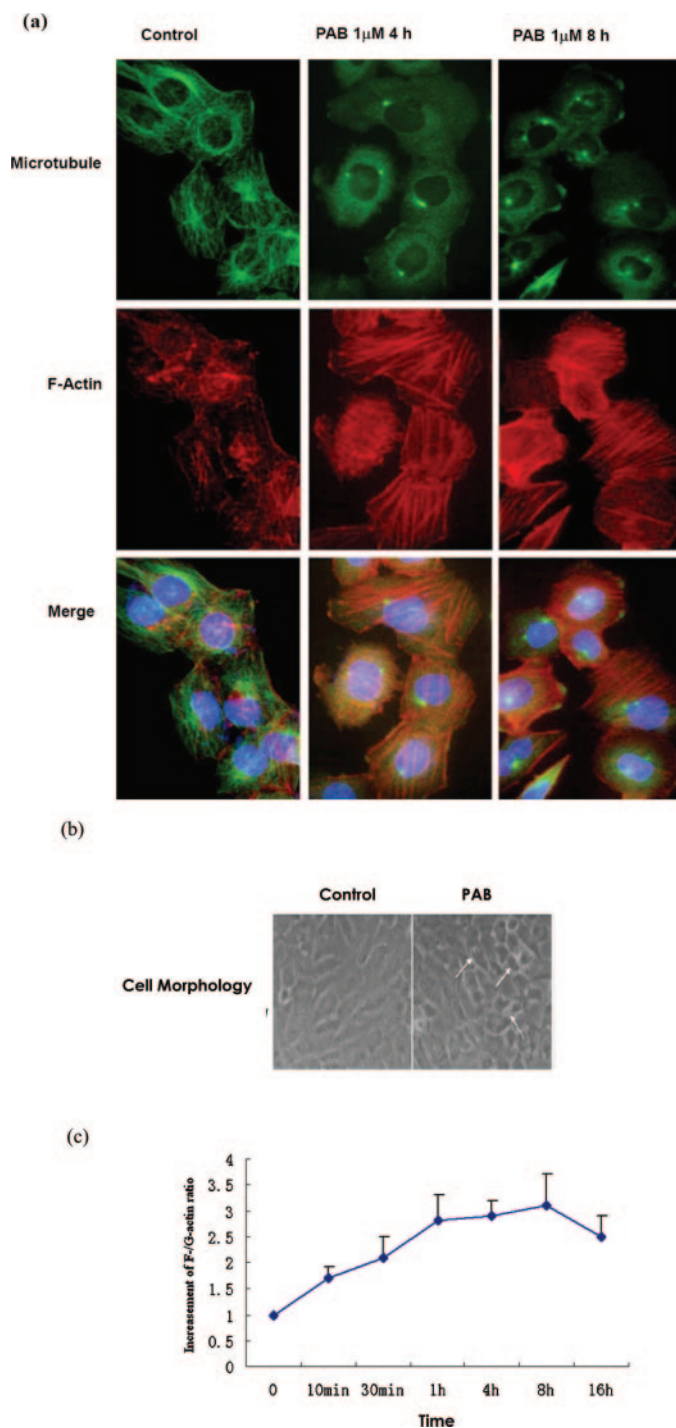 (a)
Control PAB 1μM 4 h PAB 1μM 8 h
Microtubule
F-Actin
Merge
(b)
Control PAB
Cell Morphology
(c)
Increasement of F-/G-actin ratio
4
3.5
3
2.5
2
1.5
1
0.5
0
0 10min 30min 1h 4h 8h 16h
Time